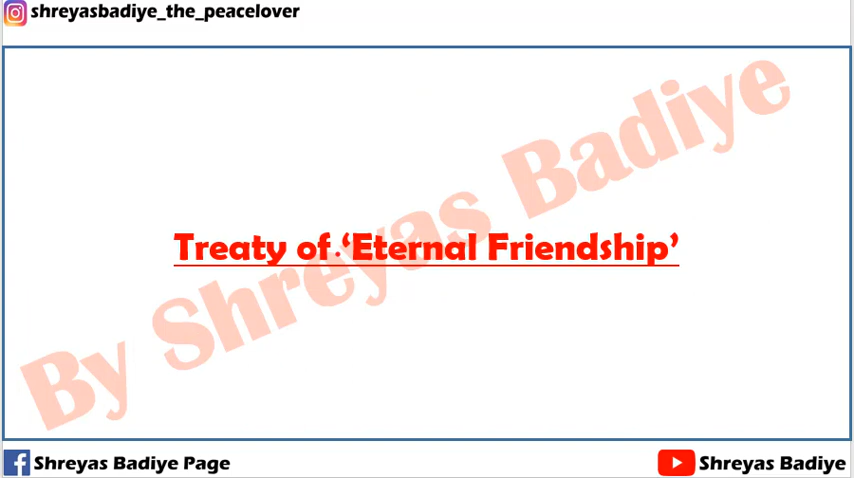 shreyasbadiye_the_peacelover
By Shreyas Badiye
Treaty of ‘Eternal Friendship’
Shreyas Badiye Page
Shreyas Badiye